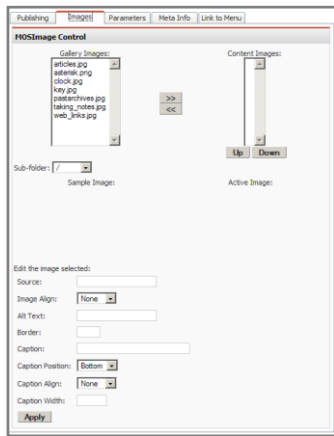 Publishing Images Parameters Meta Info Link to Menu
MOSImage Control
Gallery Images: Content Images:
articles.jpg
asterisk.png
clock.jpg
key.jpg
pastarchives.jpg
taking_notes.jpg
web_links.jpg
>>
<<
Up Down
Sub-folder: /
Sample Image: Active Image:
Edit the image selected:
Source:
Image Align: None
Alt Text:
Border:
Caption:
Caption Position: Bottom
Caption Align: None
Caption Width:
Apply